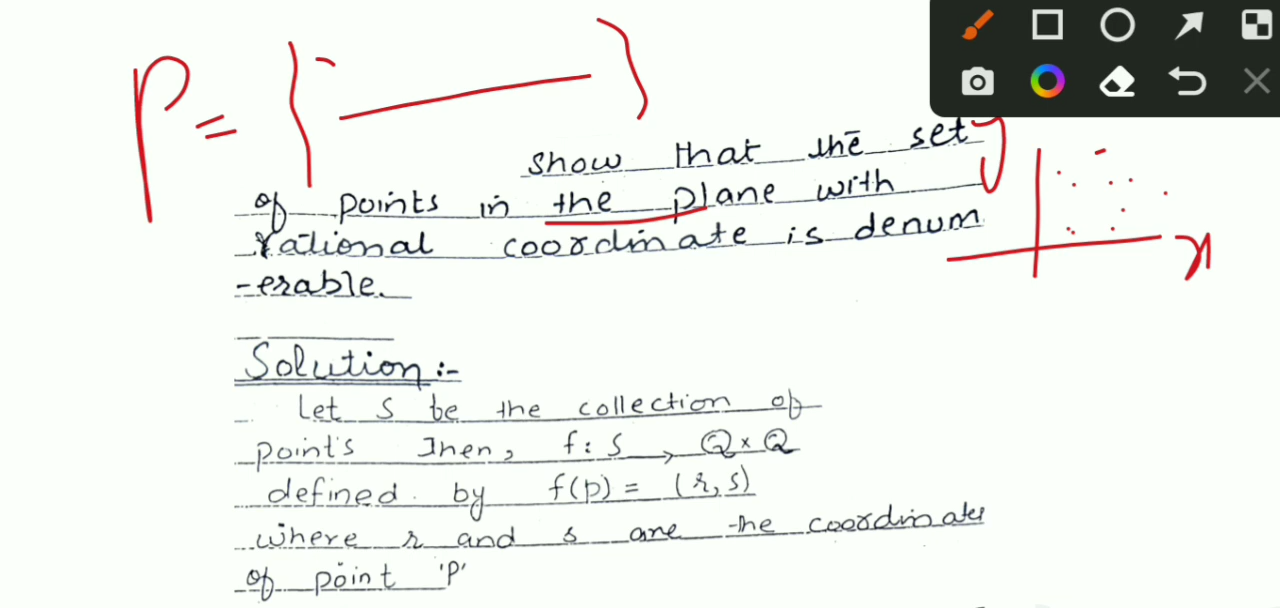 P = { }
show that the set
of points in the plane with
rational coordinate is denum
-erable.
y
x
Solution :-
Let S be the collection of
points Then, f: S → Q × Q
defined by f(p) = (r, s)
where r and s are the coordinates
of point 'P'